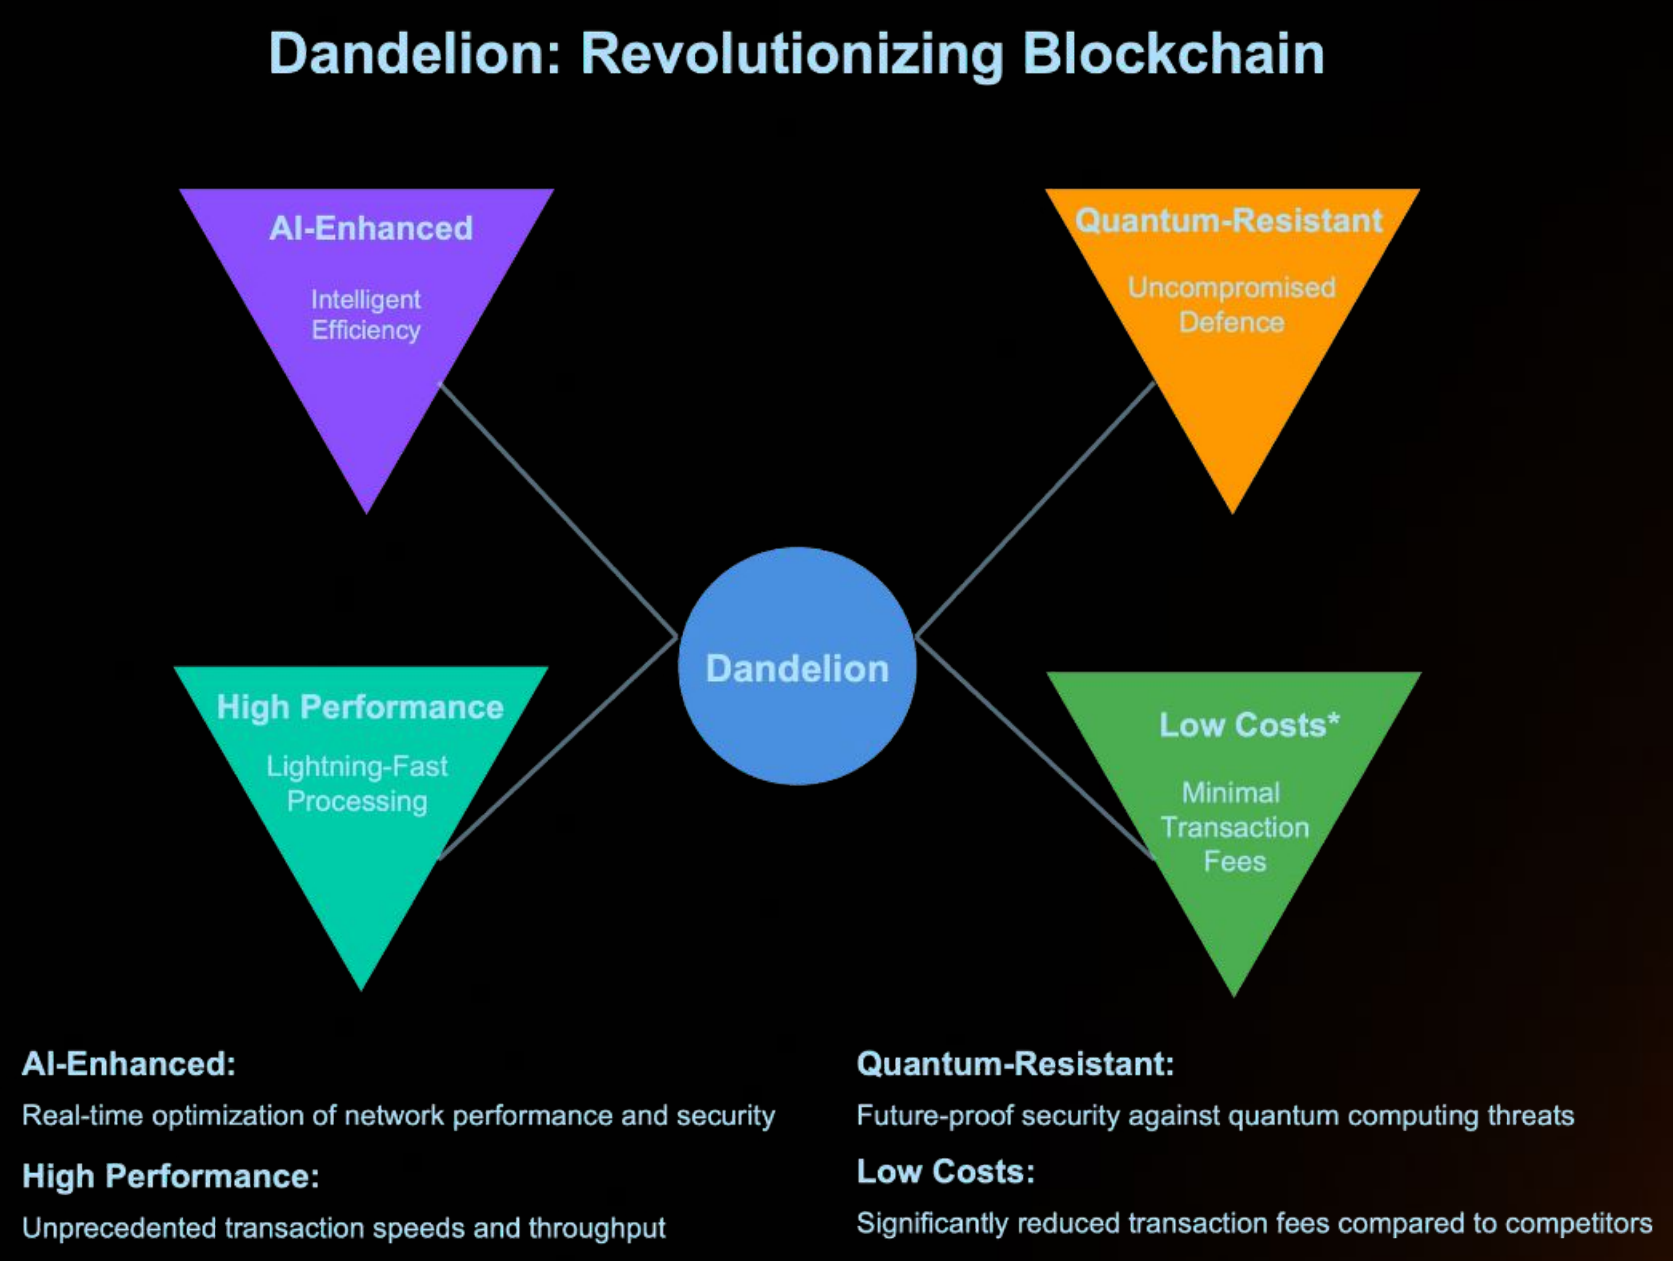 Dandelion: Revolutionizing Blockchain
AI-Enhanced
Intelligent
Efficiency
Quantum-Resistant
Uncompromised
Defence
Dandelion
High Performance
Lightning-Fast
Processing
Low Costs*
Minimal
Transaction
Fees
AI-Enhanced:
Real-time optimization of network performance and security
High Performance:
Unprecedented transaction speeds and throughput
Quantum-Resistant:
Future-proof security against quantum computing threats
Low Costs:
Significantly reduced transaction fees compared to competitors